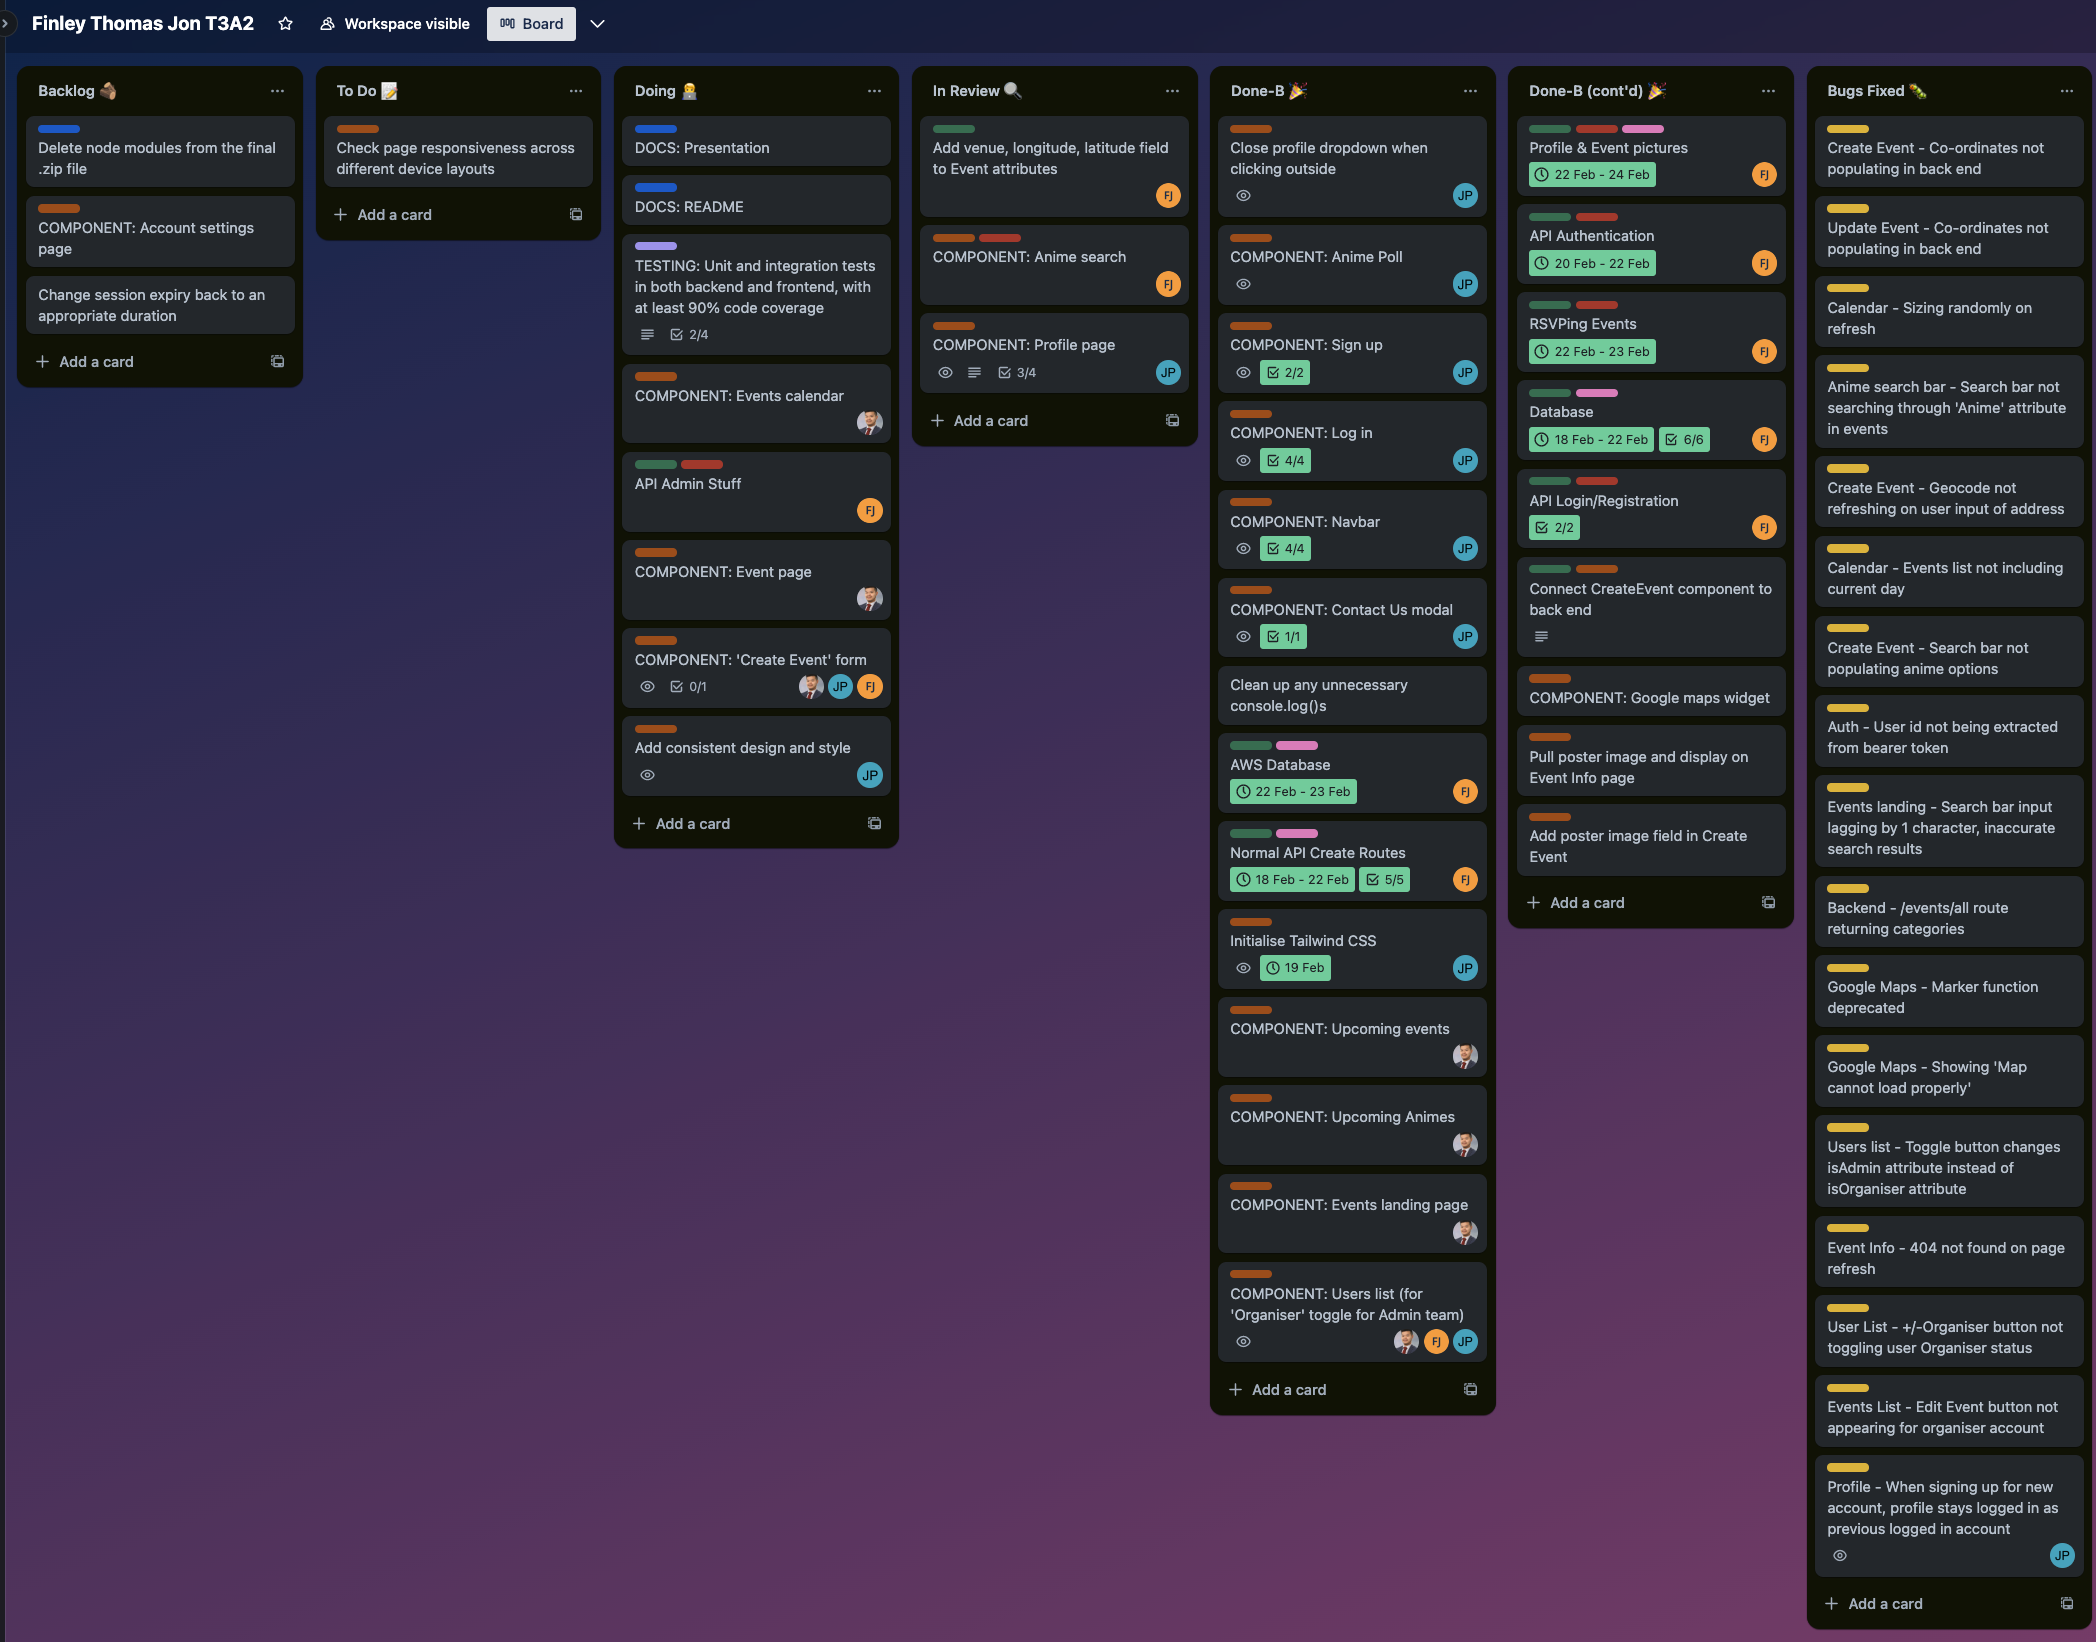 Finley Thomas Jon T3A2
Workspace visible
Board
Backlog
Delete node modules from the final
.zip file
COMPONENT: Account settings
page
Change session expiry back to an
appropriate duration
Add a card
To Do
Check page responsiveness across
different device layouts
Add a card
Doing
DOCS: Presentation
DOCS: README
TESTING: Unit and integration tests
in both backend and frontend, with
at least 90% code coverage
2/4
COMPONENT: Events calendar
API Admin Stuff
FJ
COMPONENT: Event page
COMPONENT: 'Create Event' form
0/1
JP
FJ
Add consistent design and style
JP
Add a card
In Review
Add venue, longitude, latitude field
to Event attributes
FJ
COMPONENT: Anime search
FJ
COMPONENT: Profile page
3/4
JP
Add a card
Done-B
Close profile dropdown when
clicking outside
JP
COMPONENT: Anime Poll
JP
COMPONENT: Sign up
2/2
JP
COMPONENT: Log in
4/4
JP
COMPONENT: Navbar
4/4
JP
COMPONENT: Contact Us modal
1/1
JP
Clean up any unnecessary
console.log()s
AWS Database
22 Feb - 23 Feb
FJ
Normal API Create Routes
18 Feb - 22 Feb
5/5
FJ
Initialise Tailwind CSS
19 Feb
JP
COMPONENT: Upcoming events
COMPONENT: Upcoming Animes
COMPONENT: Events landing page
COMPONENT: Users list (for
'Organiser' toggle for Admin team)
FJ
JP
Add a card
Done-B (cont'd)
Profile & Event pictures
22 Feb - 24 Feb
FJ
API Authentication
20 Feb - 22 Feb
FJ
RSVPing Events
22 Feb - 23 Feb
FJ
Database
18 Feb - 22 Feb
6/6
FJ
API Login/Registration
2/2
FJ
Connect CreateEvent component to
back end
COMPONENT: Google maps widget
Pull poster image and display on
Event Info page
Add poster image field in Create
Event
Add a card
Bugs Fixed
Create Event - Co-ordinates not
populating in back end
Update Event - Co-ordinates not
populating in back end
Calendar - Sizing randomly on
refresh
Anime search bar - Search bar not
searching through 'Anime' attribute
in events
Create Event - Geocode not
refreshing on user input of address
Calendar - Events list not including
current day
Create Event - Search bar not
populating anime options
Auth - User id not being extracted
from bearer token
Events landing - Search bar input
lagging by 1 character, inaccurate
search results
Backend - /events/all route
returning categories
Google Maps - Marker function
deprecated
Google Maps - Showing 'Map
cannot load properly'
Users list - Toggle button changes
isAdmin attribute instead of
isOrganiser attribute
Event Info - 404 not found on page
refresh
User List - +/-Organiser button not
toggling user Organiser status
Events List - Edit Event button not
appearing for organiser account
Profile - When signing up for new
account, profile stays logged in as
previous logged in account
JP
Add a card